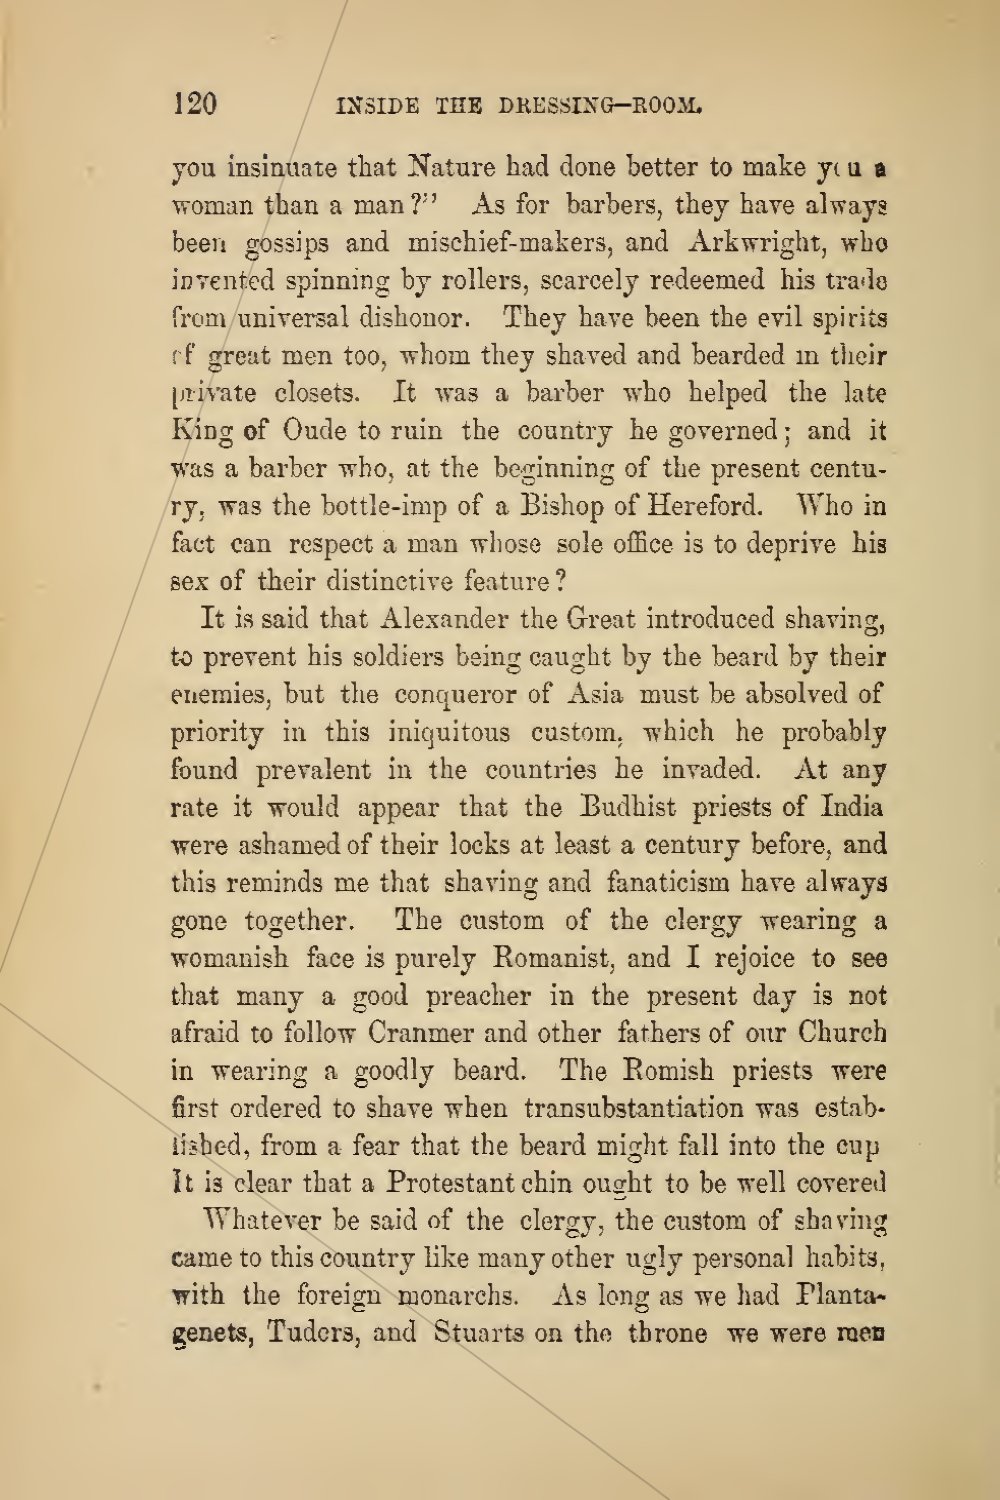 120 INSIDE THE DRESSING—ROOM.
you insinuate that Nature had done better to make you a
woman than a man?" As for barbers, they have always
been gossips and mischief-makers, and Arkwright, who
invented spinning by rollers, scarcely redeemed his trade
from universal dishonor. They have been the evil spirits
of great men too, whom they shaved and bearded in their
private closets. It was a barber who helped the late
King of Oude to ruin the country he governed; and it
was a barber who, at the beginning of the present centu-
ry, was the bottle-imp of a Bishop of Hereford. Who in
fact can respect a man whose sole office is to deprive his
sex of their distinctive feature?
It is said that Alexander the Great introduced shaving,
to prevent his soldiers being caught by the beard by their
enemies, but the conqueror of Asia must be absolved of
priority in this iniquitous custom, which he probably
found prevalent in the countries he invaded. At any
rate it would appear that the Budhist priests of India
were ashamed of their locks at least a century before, and
this reminds me that shaving and fanaticism have always
gone together. The custom of the clergy wearing a
womanish face is purely Romanist, and I rejoice to see
that many a good preacher in the present day is not
afraid to follow Cranmer and other fathers of our Church
in wearing a goodly beard. The Romish priests were
first ordered to shave when transubstantiation was estab-
lished, from a fear that the beard might fall into the cup
It is clear that a Protestant chin ought to be well covered
Whatever be said of the clergy, the custom of shaving
came to this country like many other ugly personal habits,
with the foreign monarchs. As long as we had Planta-
genets, Tudors, and Stuarts on the throne we were men